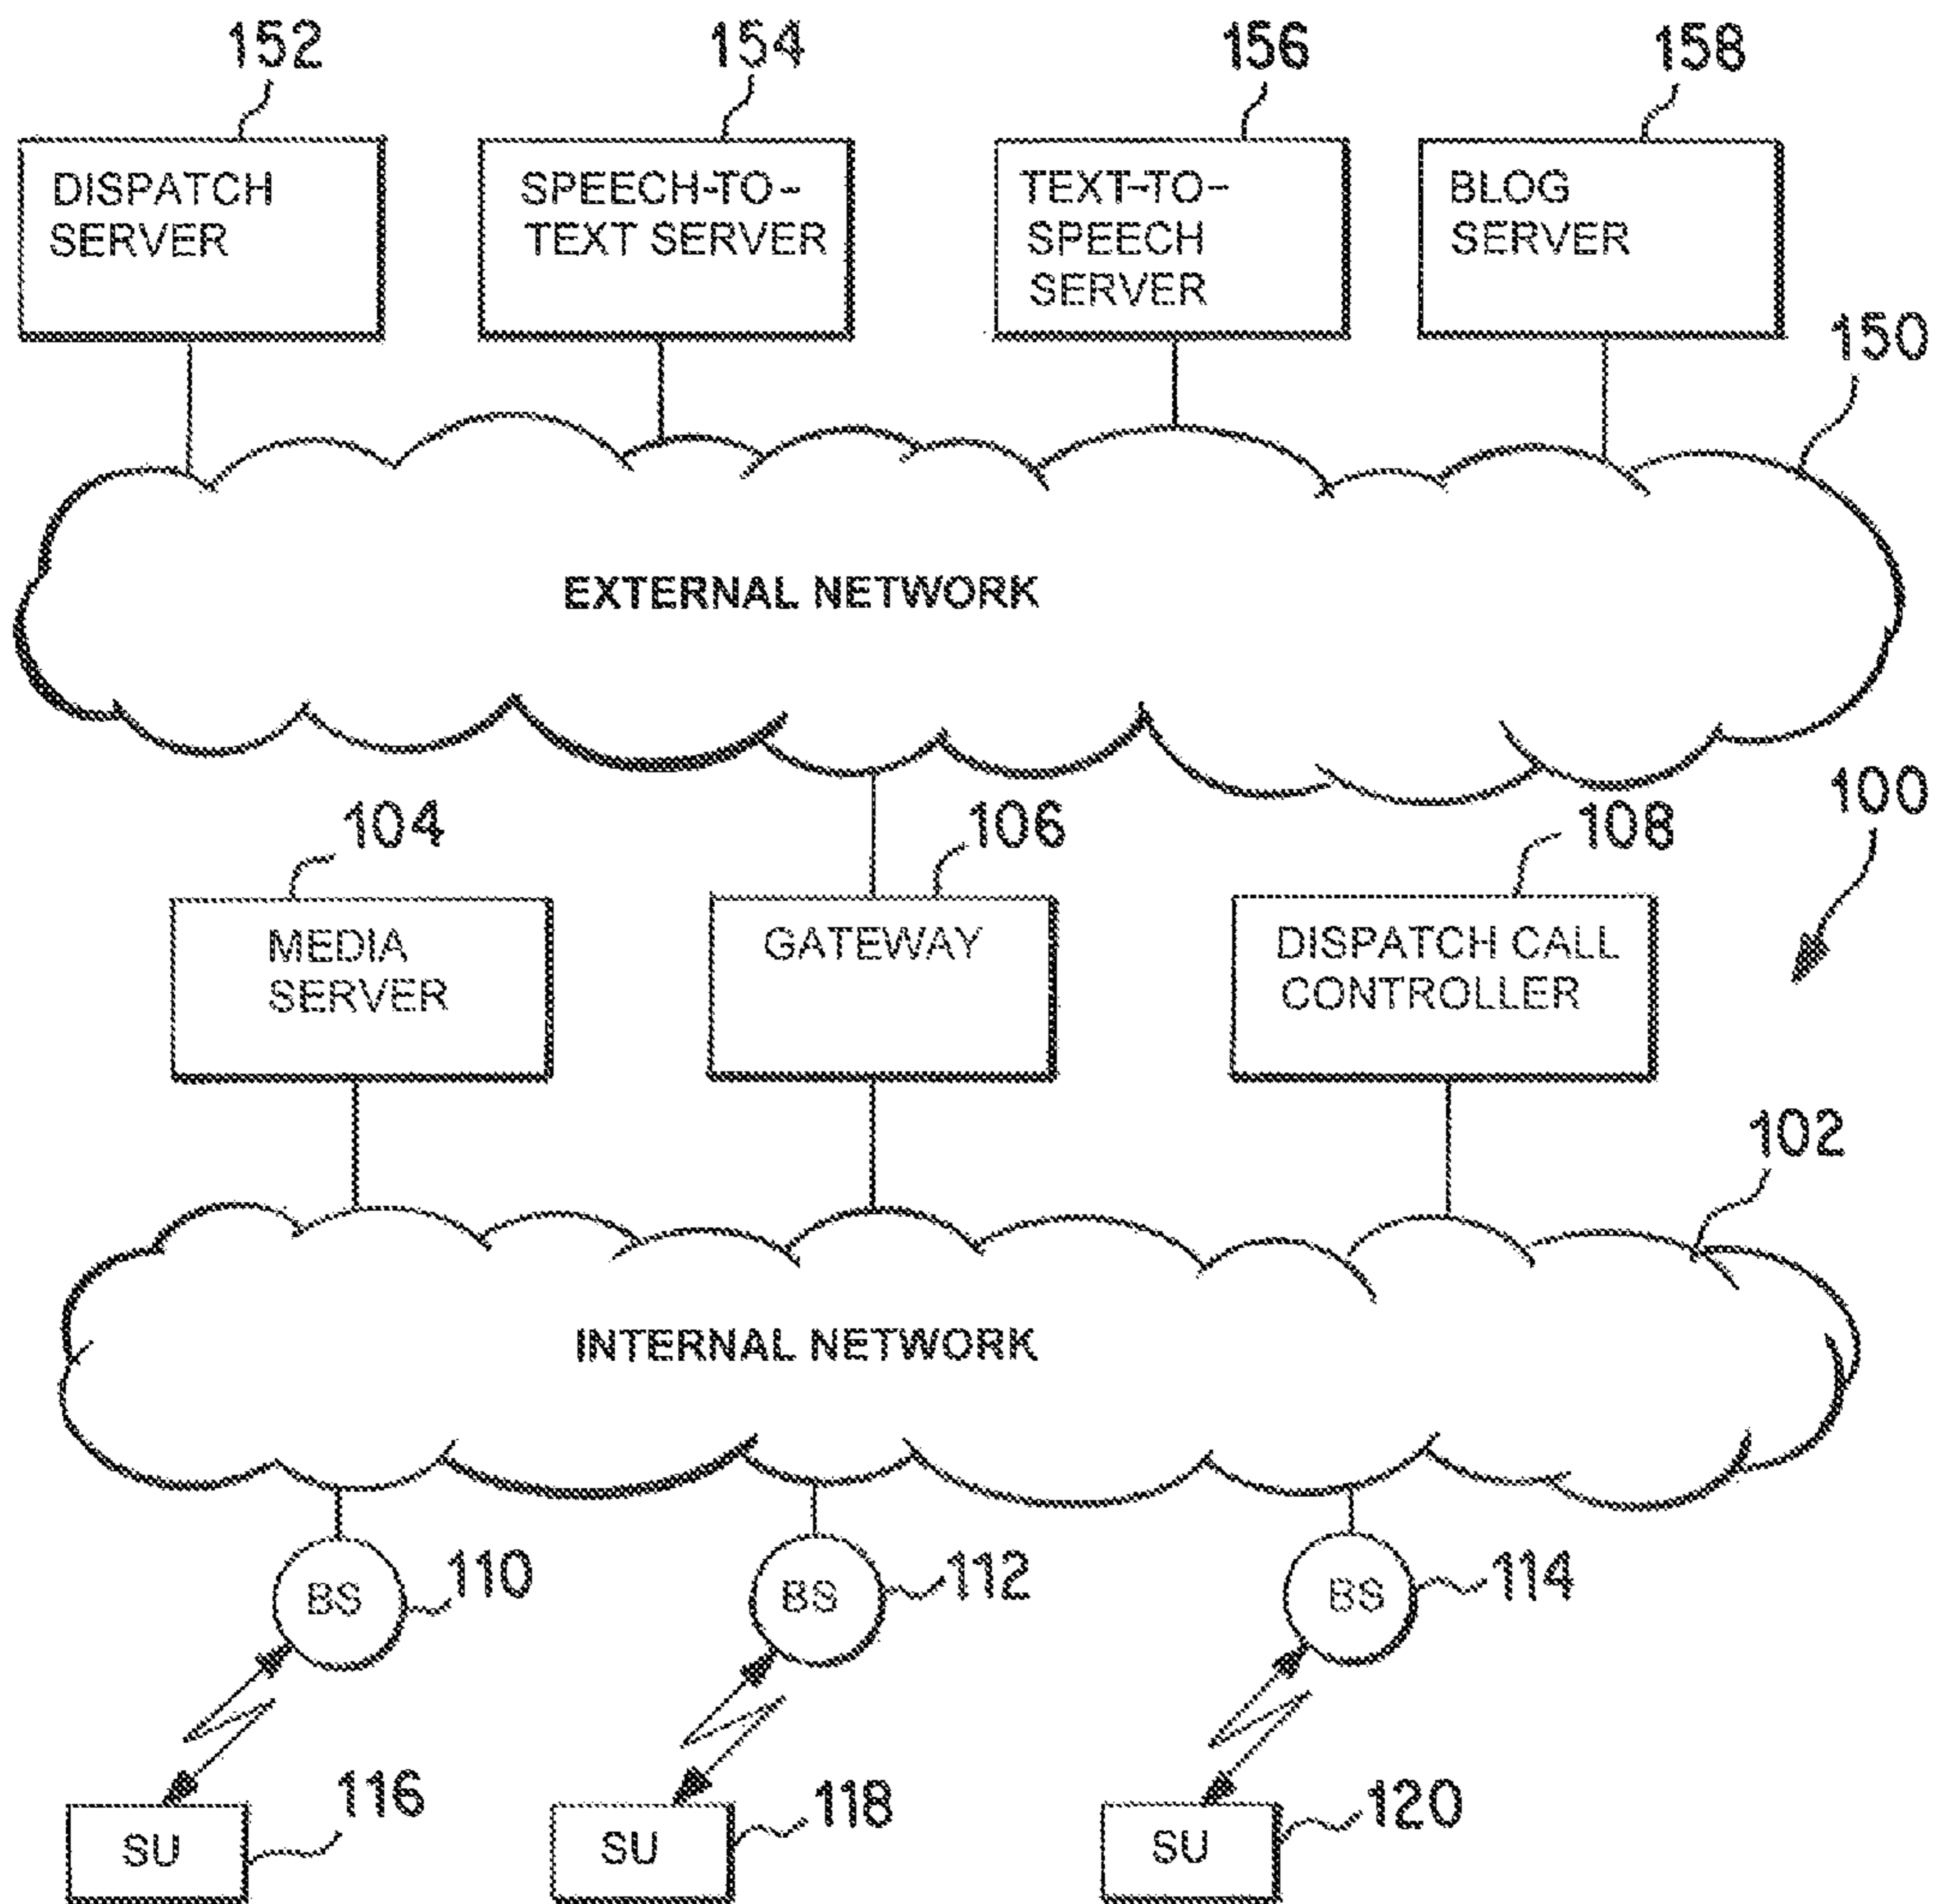 152
154
156
158
DISPATCH
SERVER
SPEECH-TO-
TEXT SERVER
TEXT-TO-
SPEECH
SERVER
BLOG
SERVER
150
EXTERNAL NETWORK
100
104
106
108
MEDIA
SERVER
GATEWAY
DISPATCH CALL
CONTROLLER
102
INTERNAL NETWORK
BS
110
BS
112
BS
114
SU
116
SU
118
SU
120